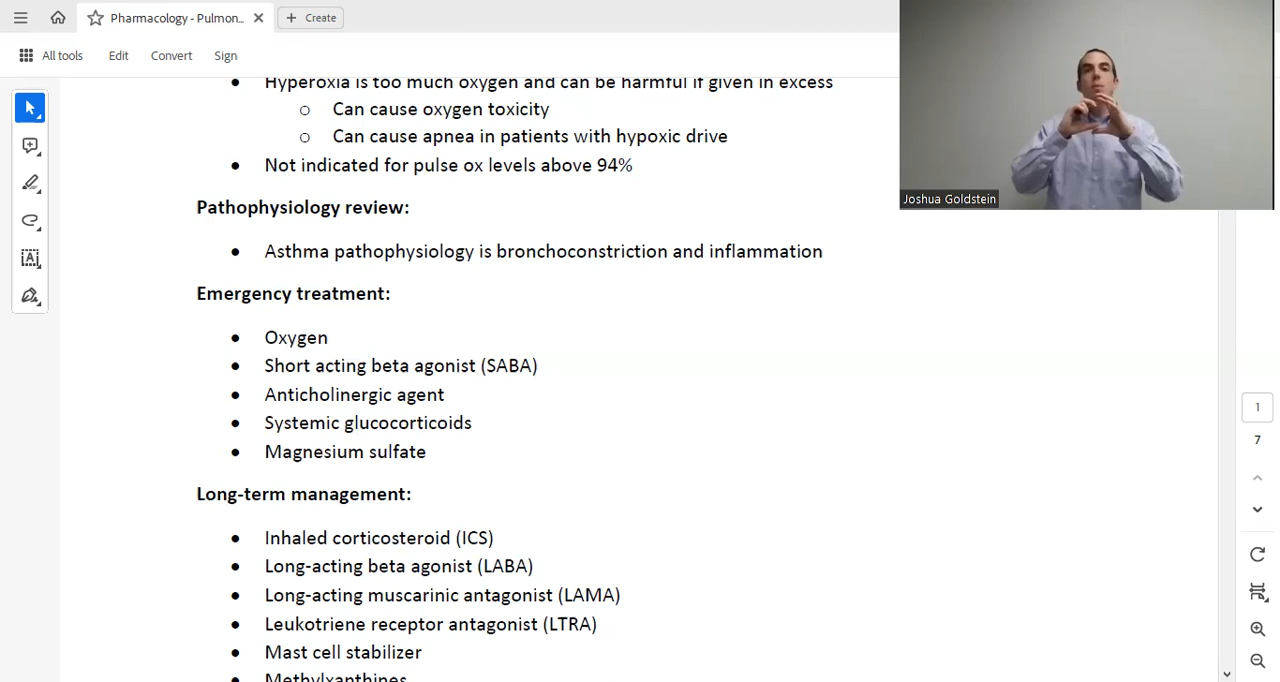 Pharmacology - Pulmon...
Create
All tools
Edit
Convert
Sign
Joshua Goldstein
• Hyperoxia is too much oxygen and can be harmful if given in excess
o Can cause oxygen toxicity
o Can cause apnea in patients with hypoxic drive
• Not indicated for pulse ox levels above 94%
Pathophysiology review:
• Asthma pathophysiology is bronchoconstriction and inflammation
Emergency treatment:
• Oxygen
• Short acting beta agonist (SABA)
• Anticholinergic agent
• Systemic glucocorticoids
• Magnesium sulfate
Long-term management:
• Inhaled corticosteroid (ICS)
• Long-acting beta agonist (LABA)
• Long-acting muscarinic antagonist (LAMA)
• Leukotriene receptor antagonist (LTRA)
• Mast cell stabilizer
• Methylxanthines
1
7